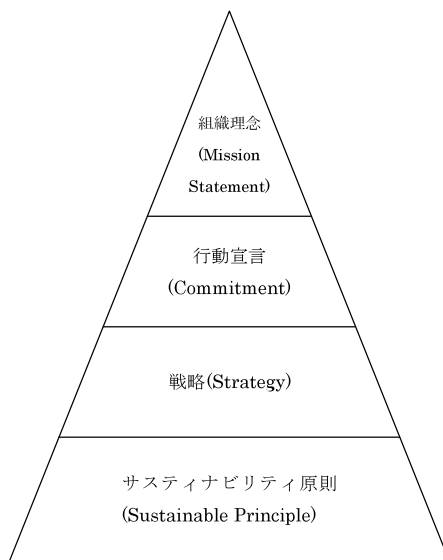 組織理念
(Mission
Statement)
行動宣言
(Commitment)
戦略(Strategy)
サスティナビリティ原則
(Sustainable Principle)